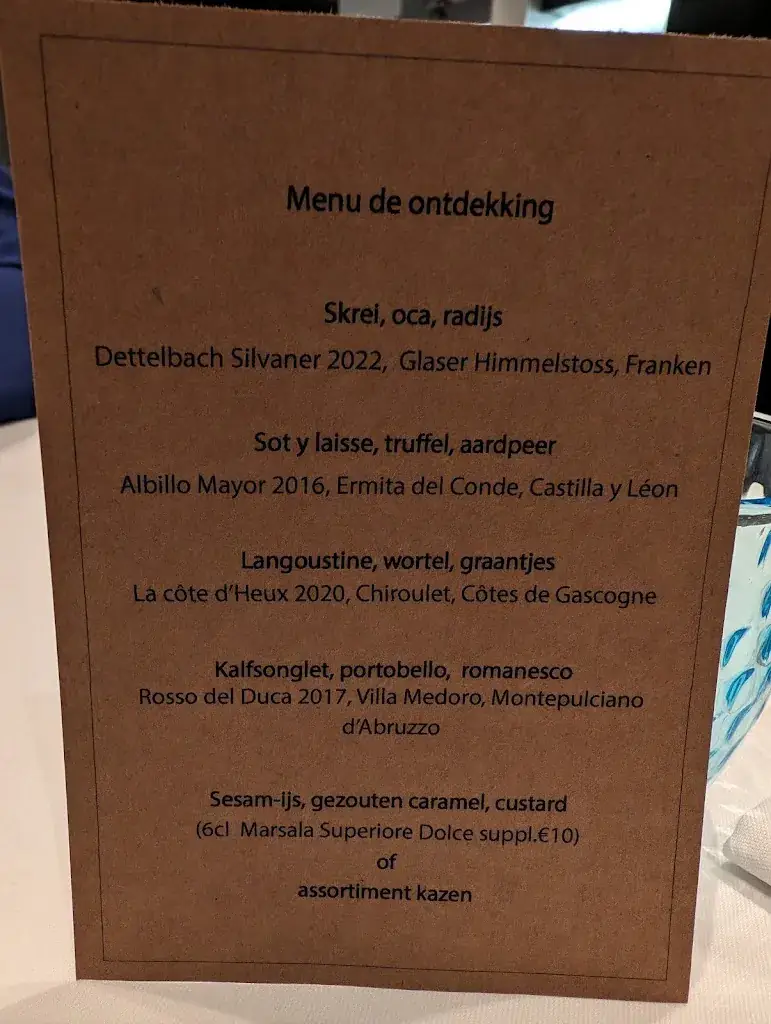 Menu de ontdekking
Skrei, oca, radijs
Dettelbach Silvaner 2022, Glaser Himmelstoss, Franken
Sot y laisse, truffel, aardpeer
Albillo Mayor 2016, Ermita del Conde, Castilla y Léon
Langoustine, wortel, graantjes
La côte d'Heux 2020, Chiroulet, Côtes de Gascogne
Kalfsonglet, portobello, romanesco
Rosso del Duca 2017, Villa Medoro, Montepulciano
d'Abruzzo
Sesam-ijs, gezouten caramel, custard
(6cl Marsala Superiore Dolce suppl.€10)
of
assortiment kazen